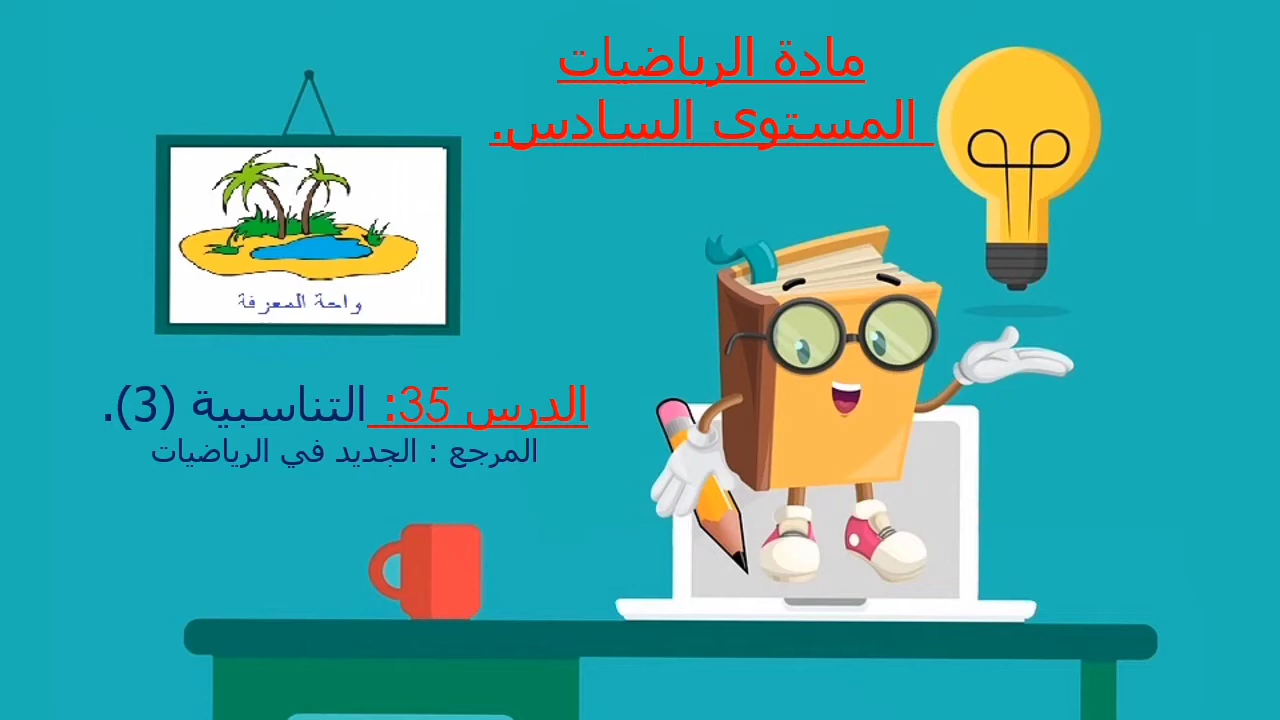 مادة الرياضيات
المستوى السادس.
واحة المعرفة
الدرس 35: التناسبية (3).
المرجع : الجديد في الرياضيات